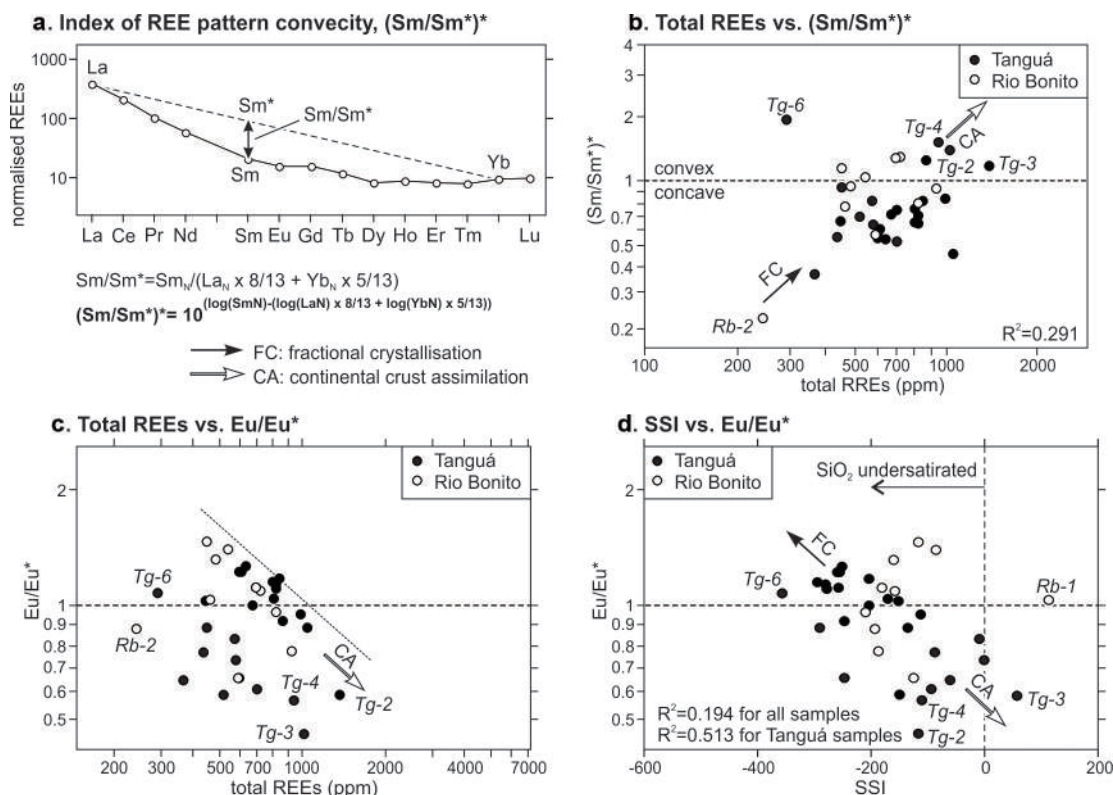 a. Index of REE pattern convecity, (Sm/Sm*)*
normalised REEs
1000
100
10
La
Sm*
Sm/Sm*
Sm
Yb
La Ce Pr Nd Sm Eu Gd Tb Dy Ho Er Tm Lu
Sm/Sm*=SmN/(LaN x 8/13 + YbN x 5/13)
(Sm/Sm*)*= 10(log(SmN)-(log(LaN) x 8/13 + log(YbN) x 5/13))
FC: fractional crystallisation
CA: continental crust assimilation
b. Total REEs vs. (Sm/Sm*)*
(Sm/Sm*)*
4
3
2
1
0.7
0.5
0.4
0.3
0.2
Tanguá
Rio Bonito
Tg-6
Tg-4
CA
Tg-2
Tg-3
convex
concave
FC
Rb-2
R2=0.291
100 200 300 500 1000 2000
total RREs (ppm)
c. Total REEs vs. Eu/Eu*
Eu/Eu*
2
1
0.9
0.8
0.7
0.6
0.5
Tanguá
Rio Bonito
Tg-6
Rb-2
CA
Tg-4
Tg-2
Tg-3
200 300 500 700 1000 2000 4000 7000
total REEs (ppm)
d. SSI vs. Eu/Eu*
Eu/Eu*
2
1
0.9
0.8
0.7
0.6
0.5
Tanguá
Rio Bonito
SiO2 undersatirated
FC
Tg-6
Rb-1
CA
Tg-3
Tg-4
Tg-2
R2=0.194 for all samples
R2=0.513 for Tanguá samples
-600 -400 -200 0 200
SSI